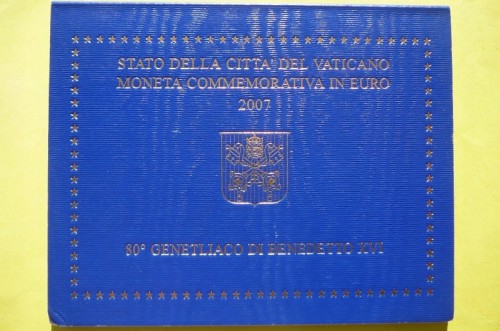 STATO DELLA CITTA' DEL VATICANO
MONETA COMMEMORATIVA IN EURO
2007
80° GENETLIACO DI BENEDETTO XVI